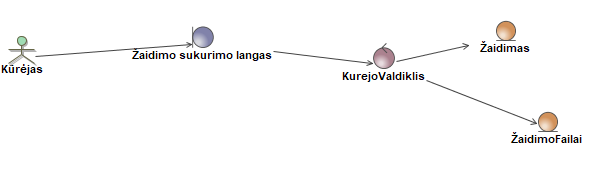 Žaidimas
Žaidimo sukurimo langas
Kūrėjas
KurejoValdiklis
ŽaidimoFailai